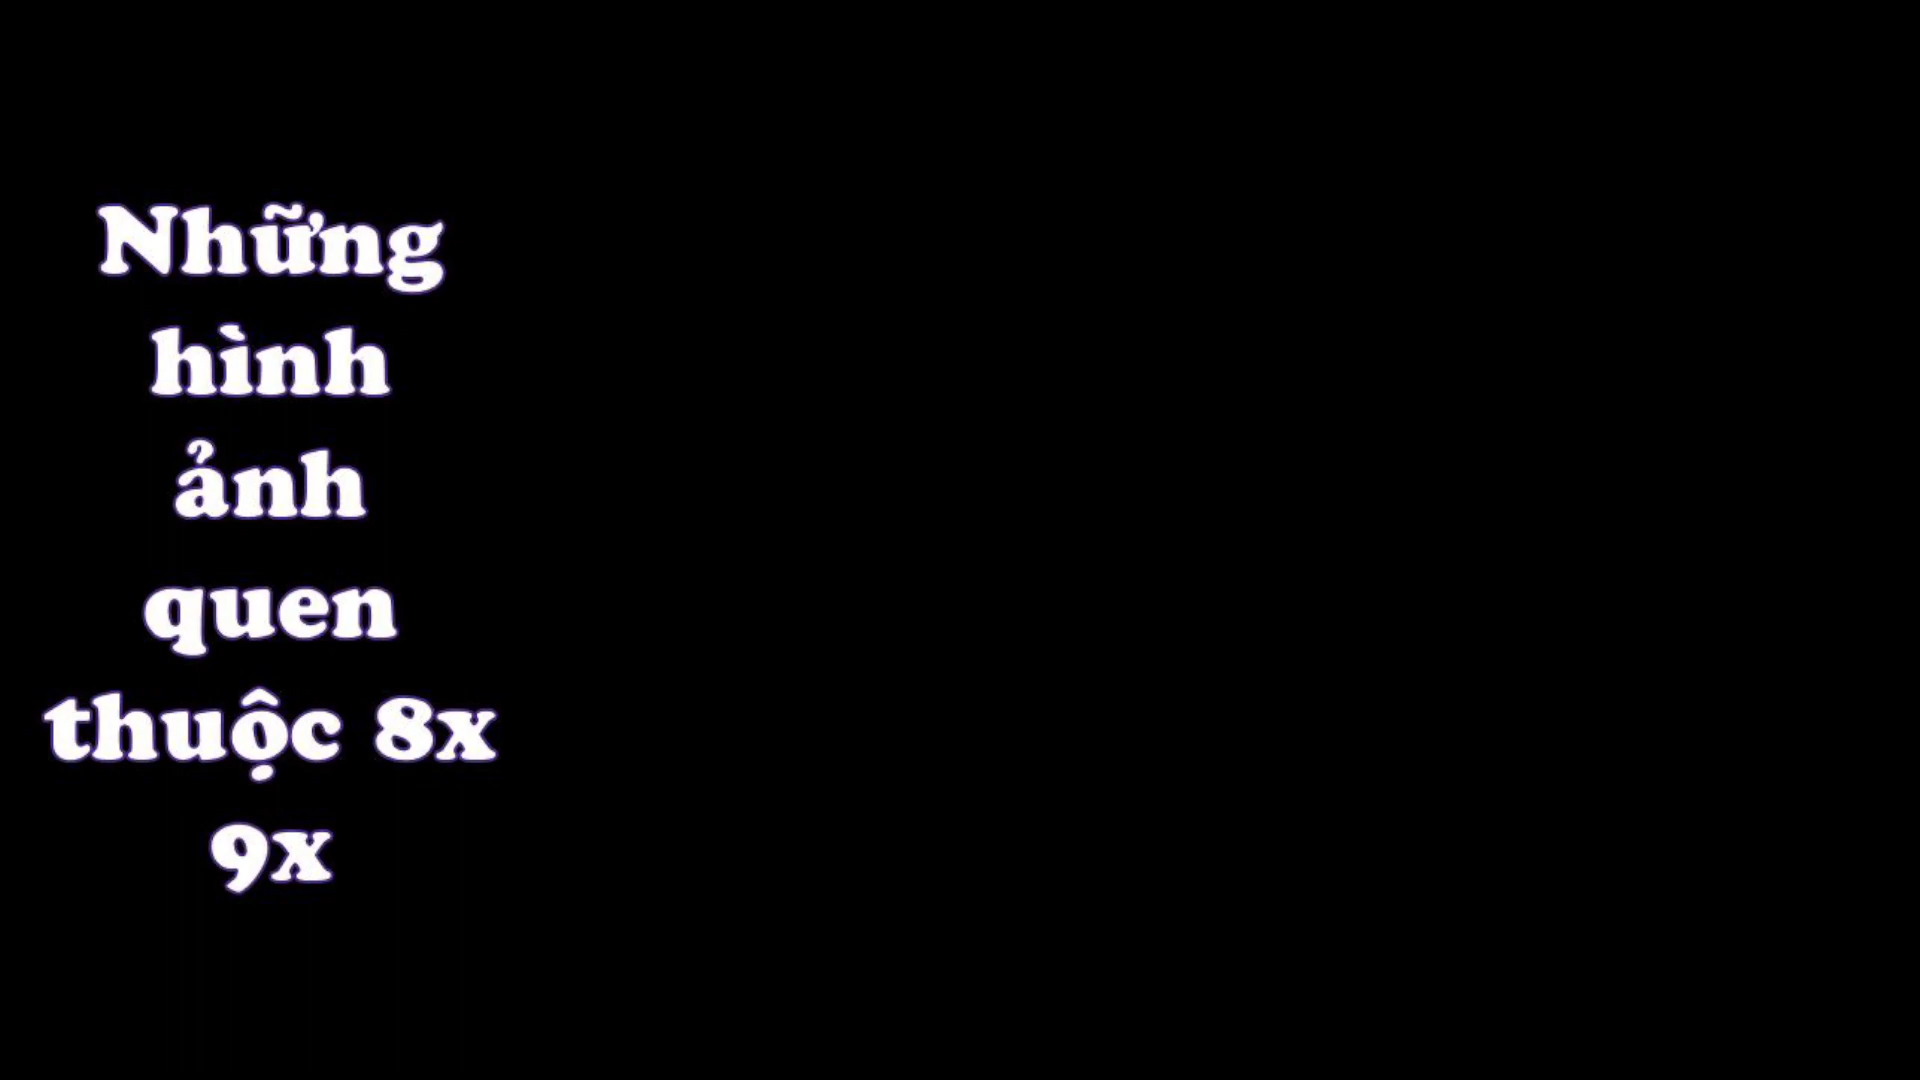 Những
hình
ảnh
quen
thuộc 8x
9x